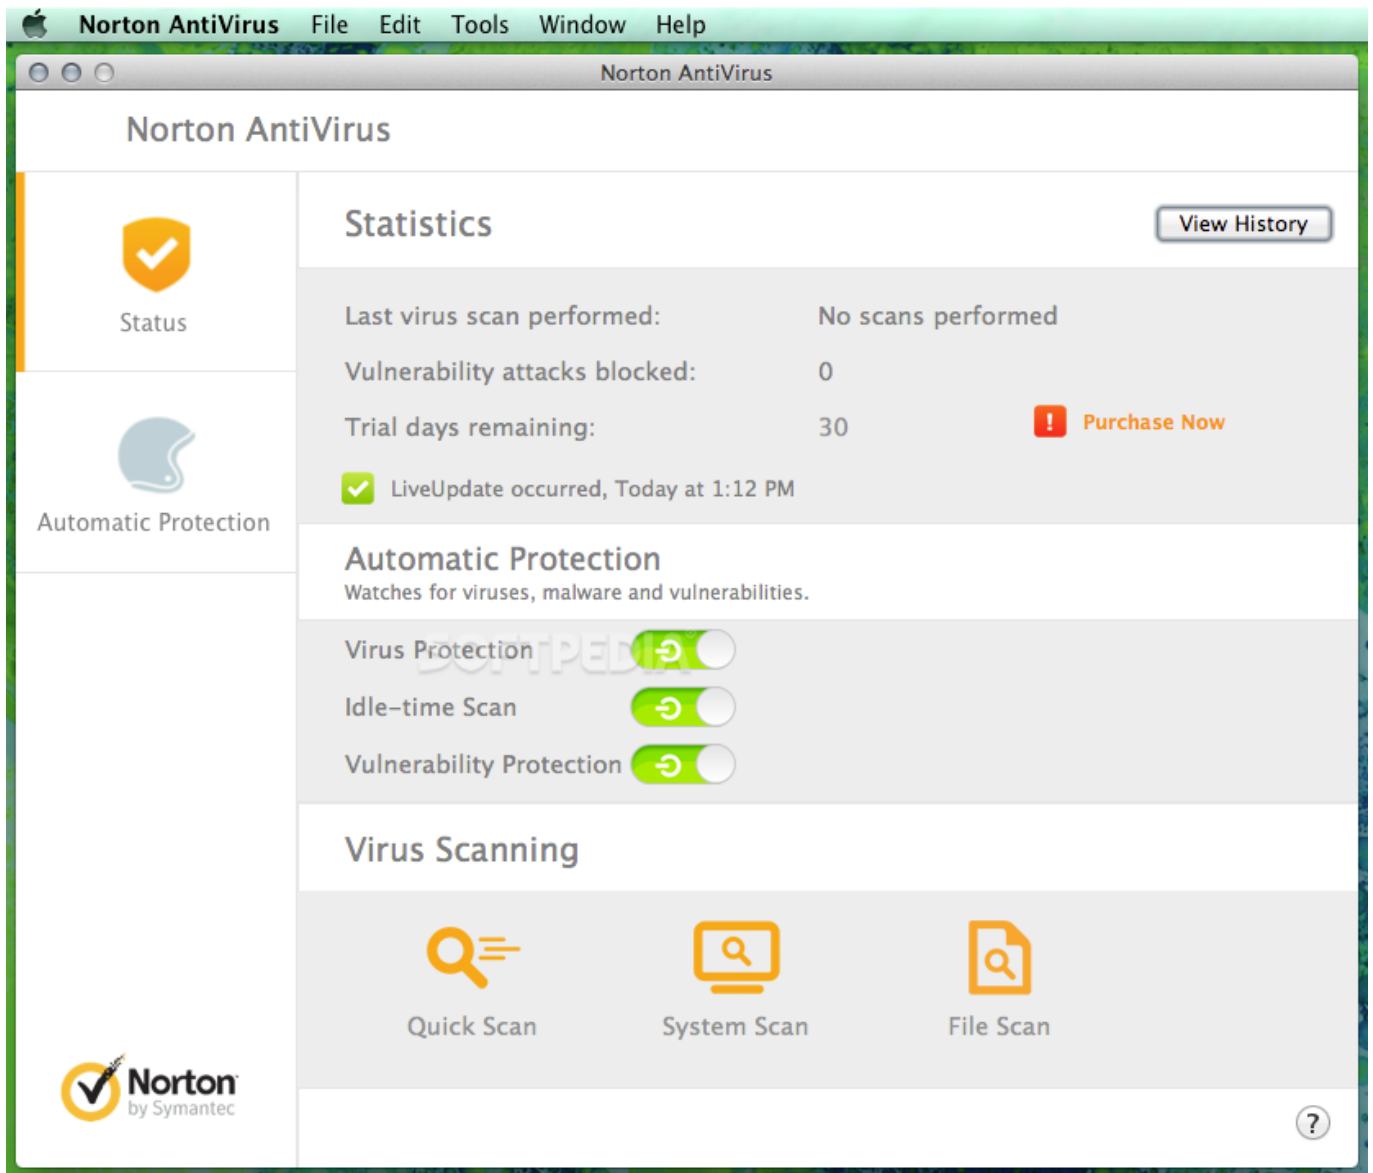 Norton AntiVirus File Edit Tools Window Help
Norton AntiVirus
Norton AntiVirus
Statistics
View History
Status
Last virus scan performed: No scans performed
Vulnerability attacks blocked: 0
Trial days remaining: 30
! Purchase Now
LiveUpdate occurred, Today at 1:12 PM
Automatic Protection
Automatic Protection
Watches for viruses, malware and vulnerabilities.
SOFTPEDIA®
Virus Protection
Idle-time Scan
Vulnerability Protection
Virus Scanning
Quick Scan
System Scan
File Scan
Norton
by Symantec
?